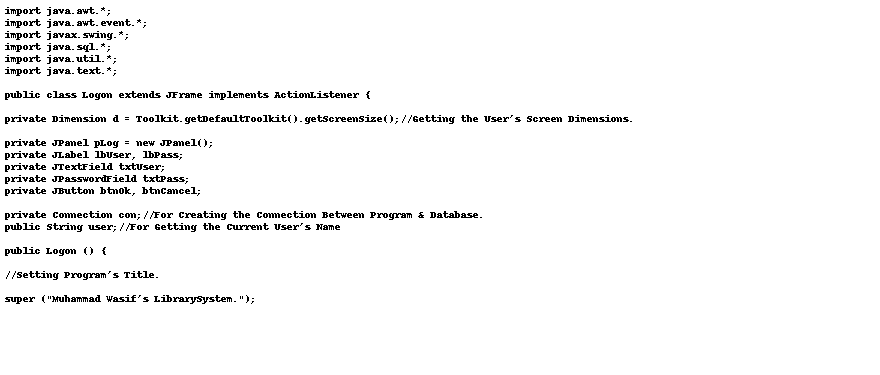 import java.awt.*;
import java.awt.event.*;
import javax.swing.*;
import java.sql.*;
import java.util.*;
import java.text.*;
public class Logon extends JFrame implements ActionListener {
private Dimension d = Toolkit.getDefaultToolkit().getScreenSize();//Getting the User's Screen Dimensions.
private JPanel pLog = new JPanel();
private JLabel lbUser, lbPass;
private JTextField txtUser;
private JPasswordField txtPass;
private JButton btnOk, btnCancel;
private Connection con;//For Creating the Connection Between Program & Database.
public String user;//For Getting the Current User's Name
public Logon () {
//Setting Program's Title.
super ("Muhammad Wasif's LibrarySystem.");